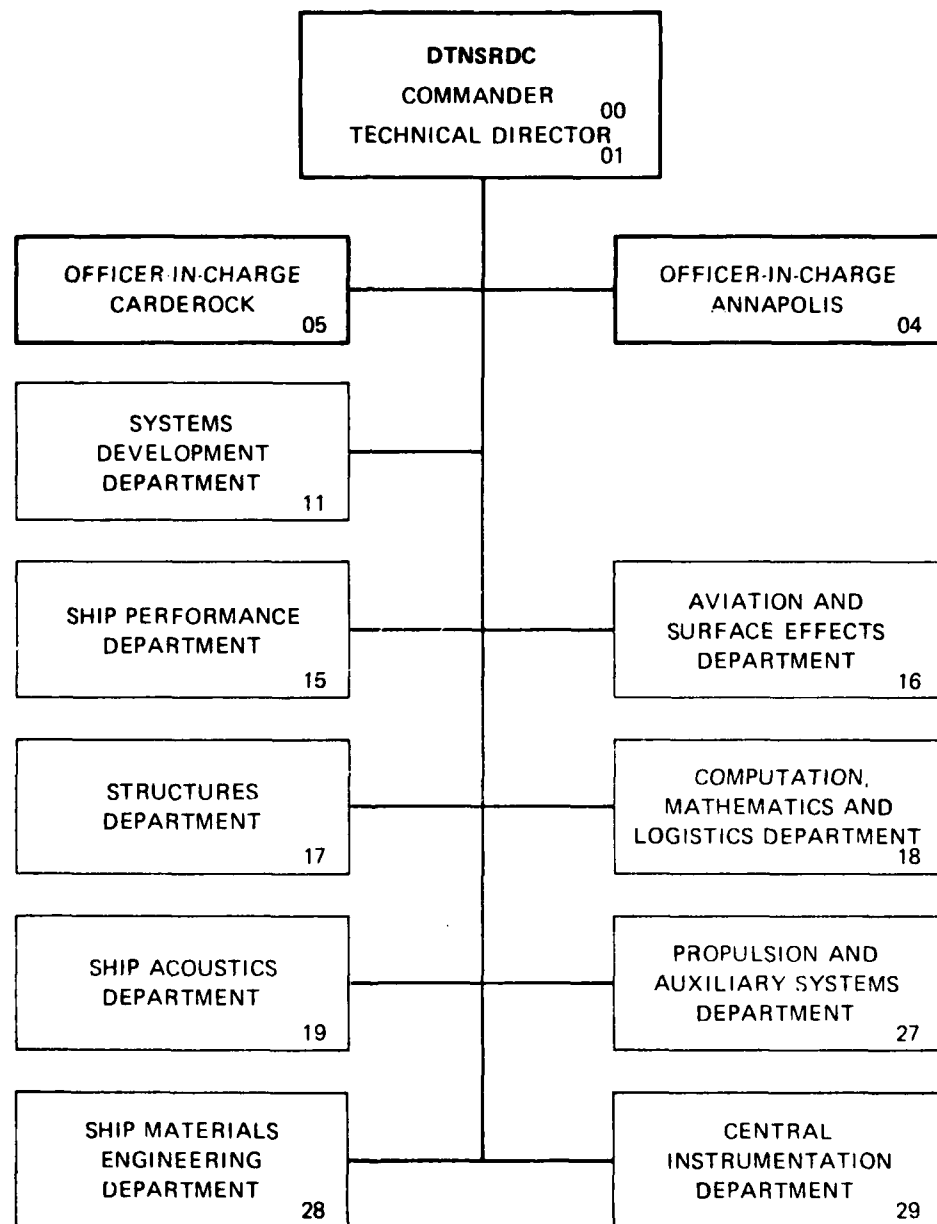 DTNSRDC
COMMANDER
00
TECHNICAL DIRECTOR
01
OFFICER-IN-CHARGE
CARDEROCK
05
OFFICER-IN-CHARGE
ANNAPOLIS
04
SYSTEMS
DEVELOPMENT
DEPARTMENT
11
SHIP PERFORMANCE
DEPARTMENT
15
AVIATION AND
SURFACE EFFECTS
DEPARTMENT
16
STRUCTURES
DEPARTMENT
17
COMPUTATION,
MATHEMATICS AND
LOGISTICS DEPARTMENT
18
SHIP ACOUSTICS
DEPARTMENT
19
PROPULSION AND
AUXILIARY SYSTEMS
DEPARTMENT
27
SHIP MATERIALS
ENGINEERING
DEPARTMENT
28
CENTRAL
INSTRUMENTATION
DEPARTMENT
29